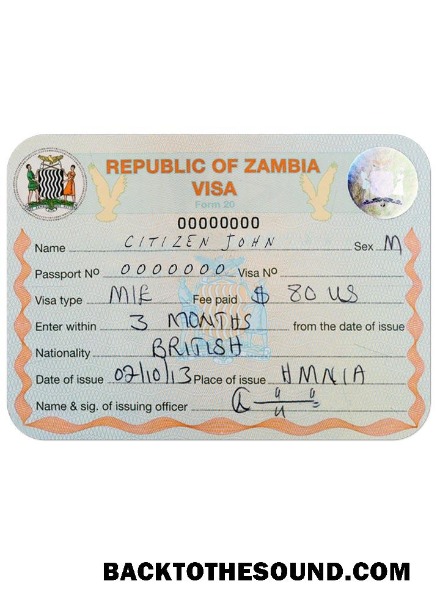 REPUBLIC OF ZAMBIA
VISA
Form 20
00000000
Name CITIZEN JOHN Sex M
Passport Nº 0000000 Visa Nº
Visa type MIE Fee paid $ 80 US
Enter within 3 MONTHS from the date of issue
Nationality BRITISH
Date of issue 02/10/13 Place of issue HMNIA
Name & sig. of issuing officer
BACKTOTHESOUND.COM